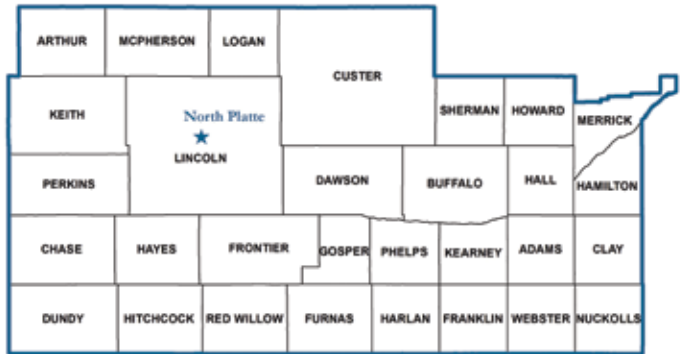 ARTHUR
MCPHERSON
LOGAN
CUSTER
KEITH
North Platte
LINCOLN
SHERMAN
HOWARD
MERRICK
PERKINS
DAWSON
BUFFALO
HALL
HAMILTON
CHASE
HAYES
FRONTIER
GOSPER
PHELPS
KEARNEY
ADAMS
CLAY
DUNDY
HITCHCOCK
RED WILLOW
FURNAS
HARLAN
FRANKLIN
WEBSTER
NUCKOLLS